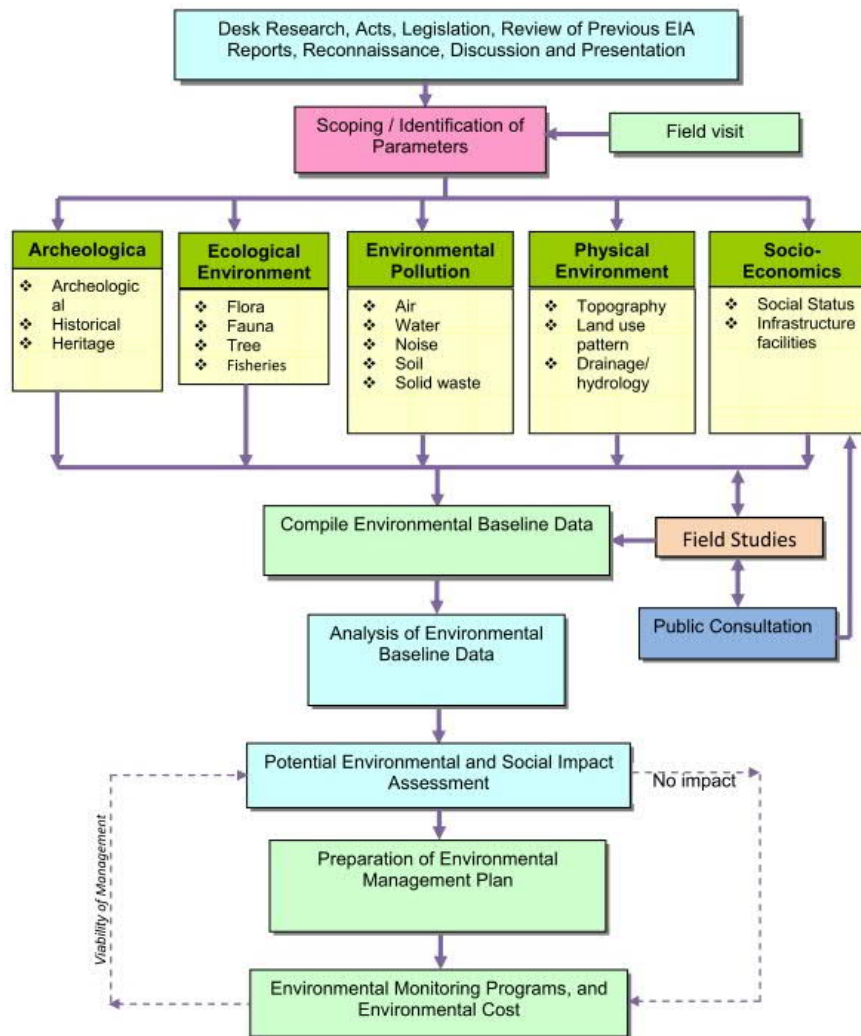 Desk Research, Acts, Legislation, Review of Previous EIA
Reports, Reconnaissance, Discussion and Presentation
Scoping / Identification of
Parameters
Field visit
Archeologica
❖ Archeologic
al
❖ Historical
❖ Heritage
Ecological
Environment
❖ Flora
❖ Fauna
❖ Tree
❖ Fisheries
Environmental
Pollution
❖ Air
❖ Water
❖ Noise
❖ Soil
❖ Solid waste
Physical
Environment
❖ Topography
❖ Land use
pattern
❖ Drainage/
hydrology
Socio-
Economics
❖ Social Status
❖ Infrastructure
facilities
Compile Environmental Baseline Data
Field Studies
Public Consultation
Analysis of Environmental
Baseline Data
Potential Environmental and Social Impact
Assessment
No impact
Viability of Management
Preparation of Environmental
Management Plan
Environmental Monitoring Programs, and
Environmental Cost